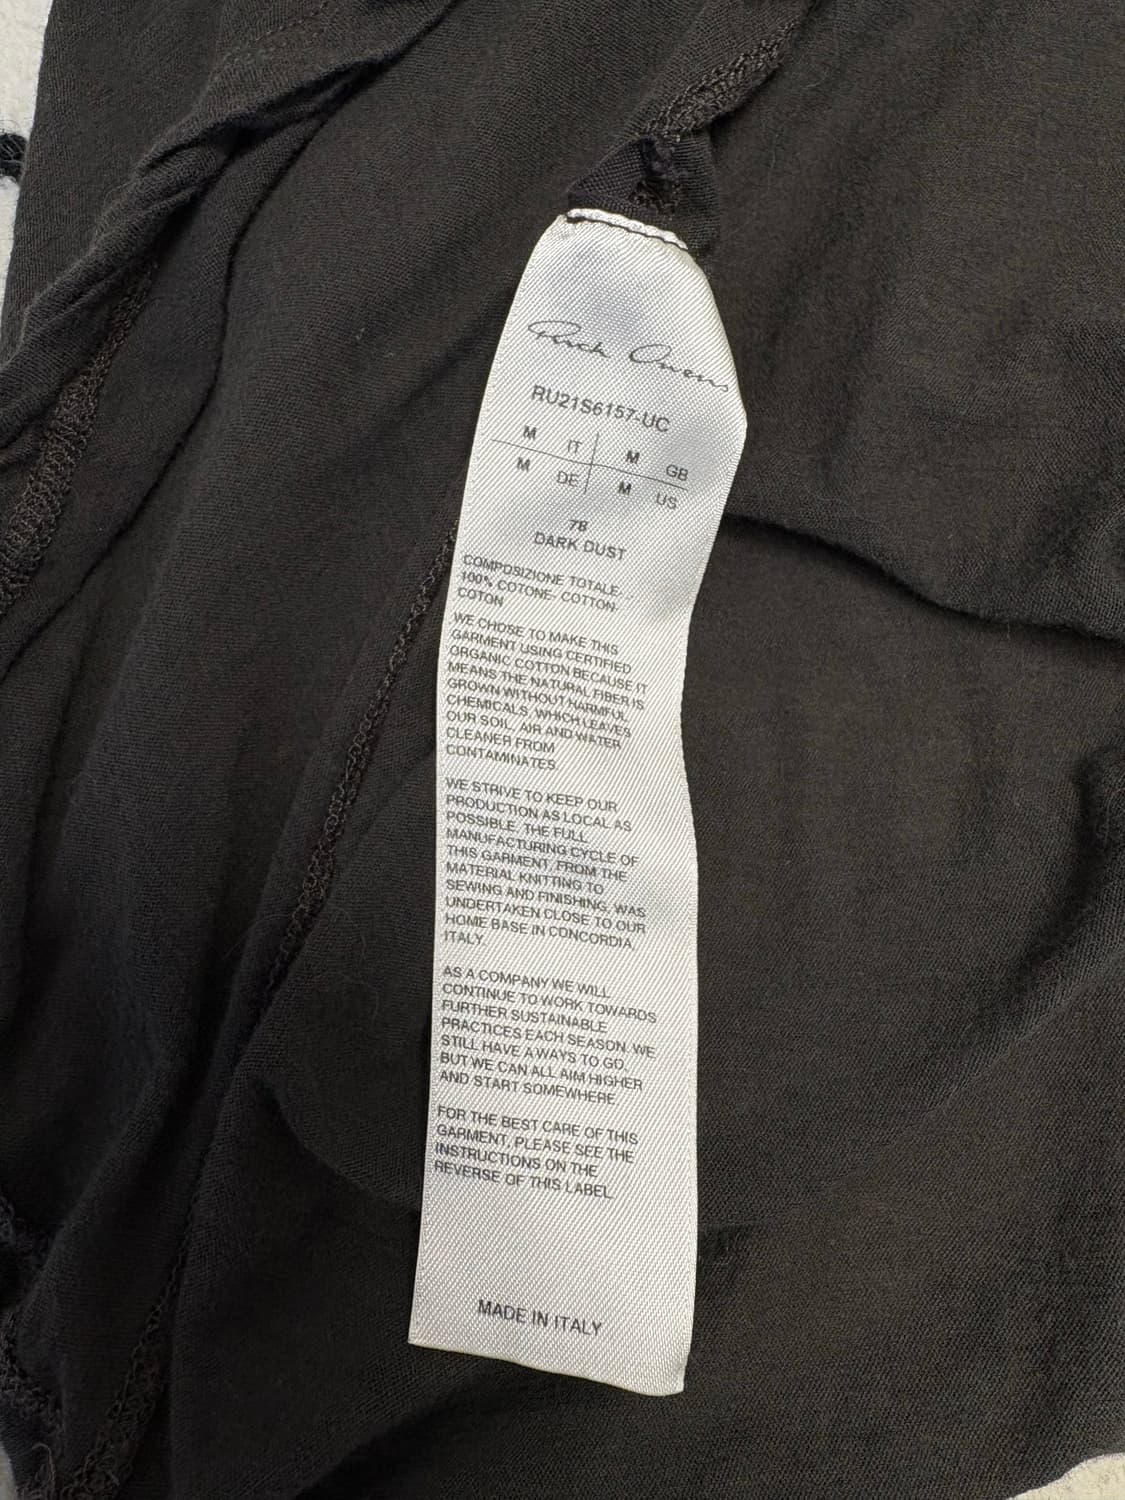 Rick Owens
RU21S6157-UC
M IT M GB
M DE M US
78
DARK DUST
COMPOSIZIONE TOTALE...
100% COTONE- COTTON-
COTON
WE CHOSE TO MAKE THIS
GARMENT USING CERTIFIED
ORGANIC COTTON BECAUSE IT
MEANS THE NATURAL FIBER IS
GROWN WITHOUT HARMFUL
CHEMICALS, WHICH LEAVES
OUR SOIL, AIR AND WATER
CLEANER FROM
CONTAMINATES.
WE STRIVE TO KEEP OUR
PRODUCTION AS LOCAL AS
POSSIBLE. THE FULL
MANUFACTURING CYCLE OF
THIS GARMENT, FROM THE
MATERIAL KNITTING TO
SEWING AND FINISHING, WAS
UNDERTAKEN CLOSE TO OUR
HOME BASE IN CONCORDIA,
ITALY.
AS A COMPANY WE WILL
CONTINUE TO WORK TOWARDS
FURTHER SUSTAINABLE
PRACTICES EACH SEASON. WE
STILL HAVE A WAYS TO GO,
BUT WE CAN ALL AIM HIGHER
AND START SOMEWHERE.
FOR THE BEST CARE OF THIS
GARMENT, PLEASE SEE THE
INSTRUCTIONS ON THE
REVERSE OF THIS LABEL.
MADE IN ITALY